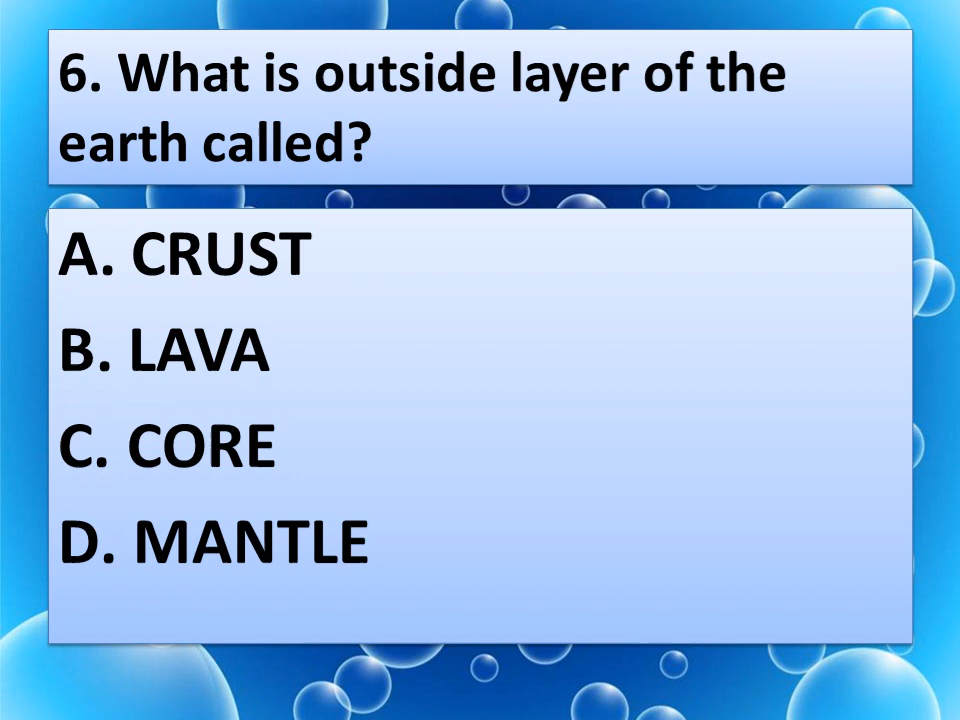 6. What is outside layer of the
earth called?
A. CRUST
B. LAVA
C. CORE
D. MANTLE